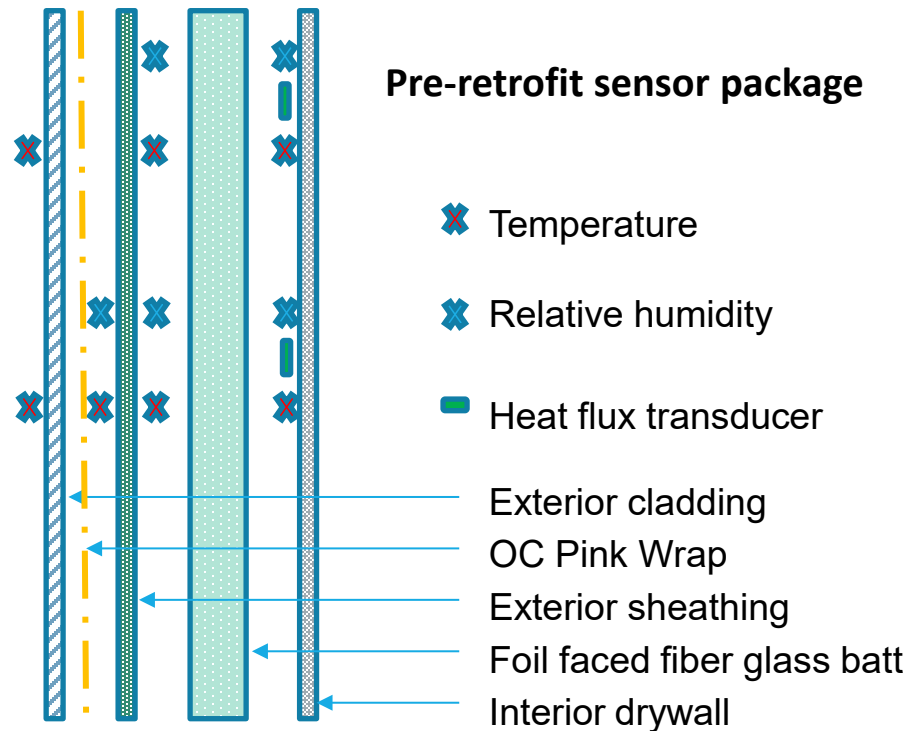 Pre-retrofit sensor package
Temperature
Relative humidity
Heat flux transducer
Exterior cladding
OC Pink Wrap
Exterior sheathing
Foil faced fiber glass batt
Interior drywall